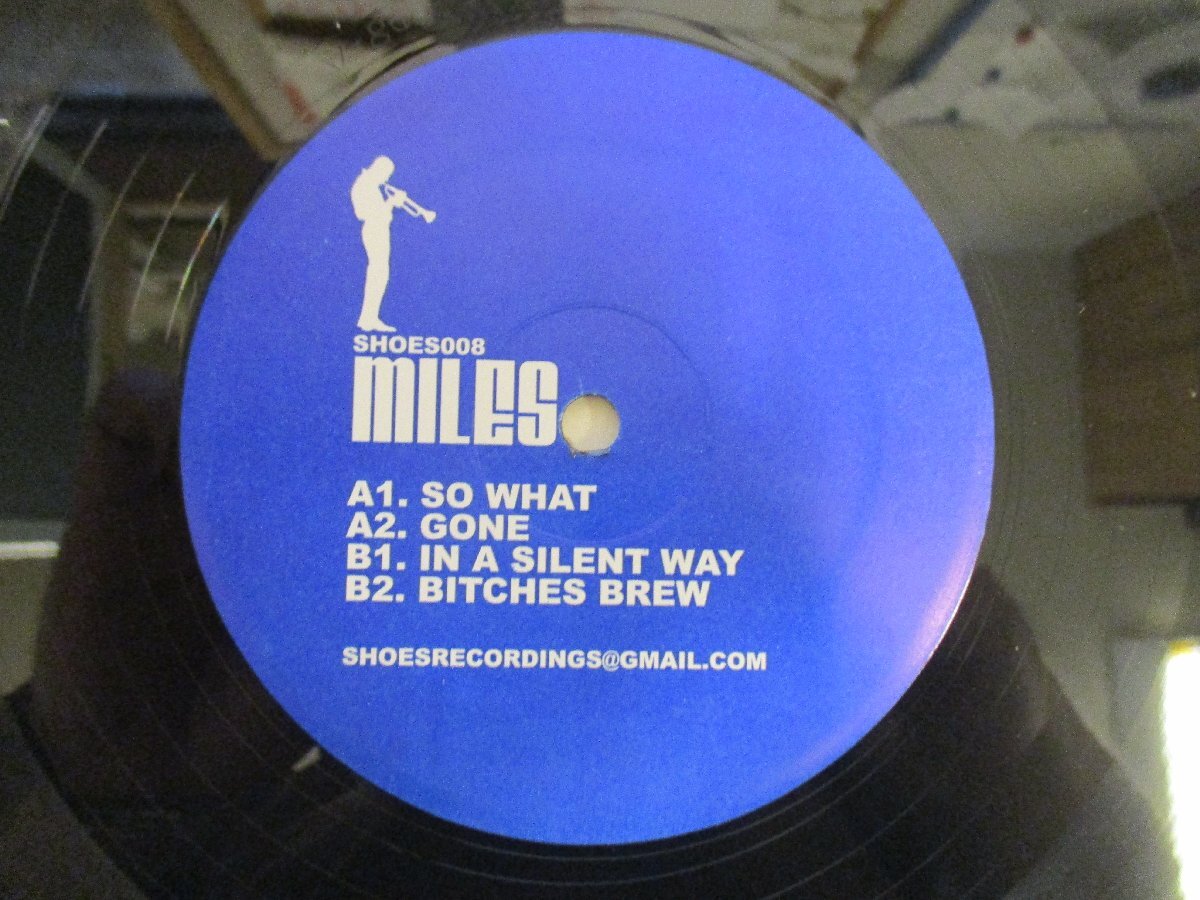 SHOES008
MILES
A1. SO WHAT
A2. GONE
B1. IN A SILENT WAY
B2. BITCHES BREW
SHOESRECORDINGS@GMAIL.COM